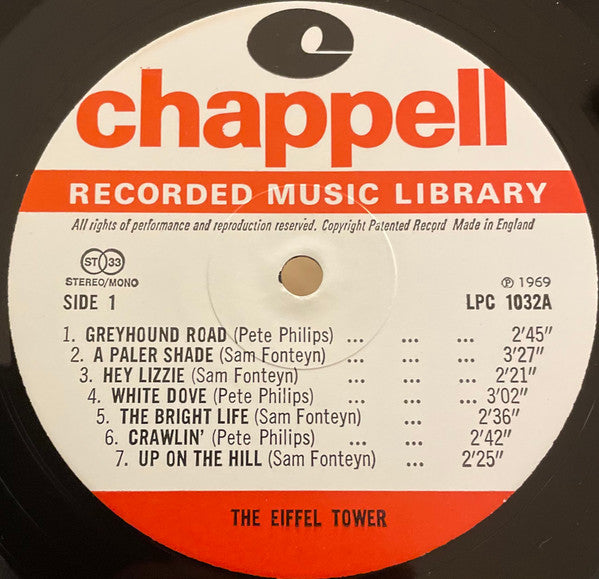 chappell
RECORDED MUSIC LIBRARY
All rights of performance and reproduction reserved. Copyright Patented Record Made in England
ST 33
STEREO/MONO
℗ 1969
SIDE 1 LPC 1032A
1. GREYHOUND ROAD (Pete Philips) ... ... ... 2'45"
2. A PALER SHADE (Sam Fonteyn) ... ... ... 3'27"
3. HEY LIZZIE (Sam Fonteyn) ... ... ... 2'21"
4. WHITE DOVE (Pete Philips) ... ... ... 3'02"
5. THE BRIGHT LIFE (Sam Fonteyn) ... ... 2'36"
6. CRAWLIN' (Pete Philips) ... ... 2'42"
7. UP ON THE HILL (Sam Fonteyn) ... 2'25"
THE EIFFEL TOWER